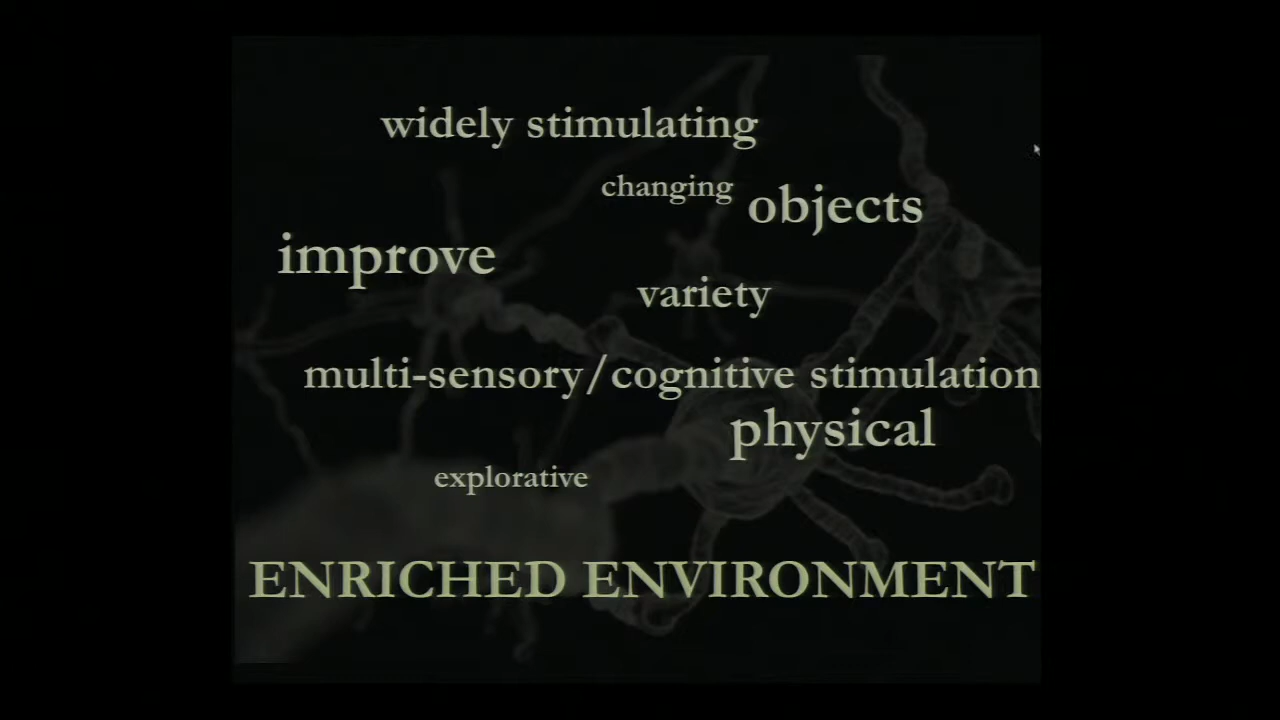 widely stimulating
changing
objects
improve
variety
multi-sensory/cognitive stimulation
physical
explorative
ENRICHED ENVIRONMENT